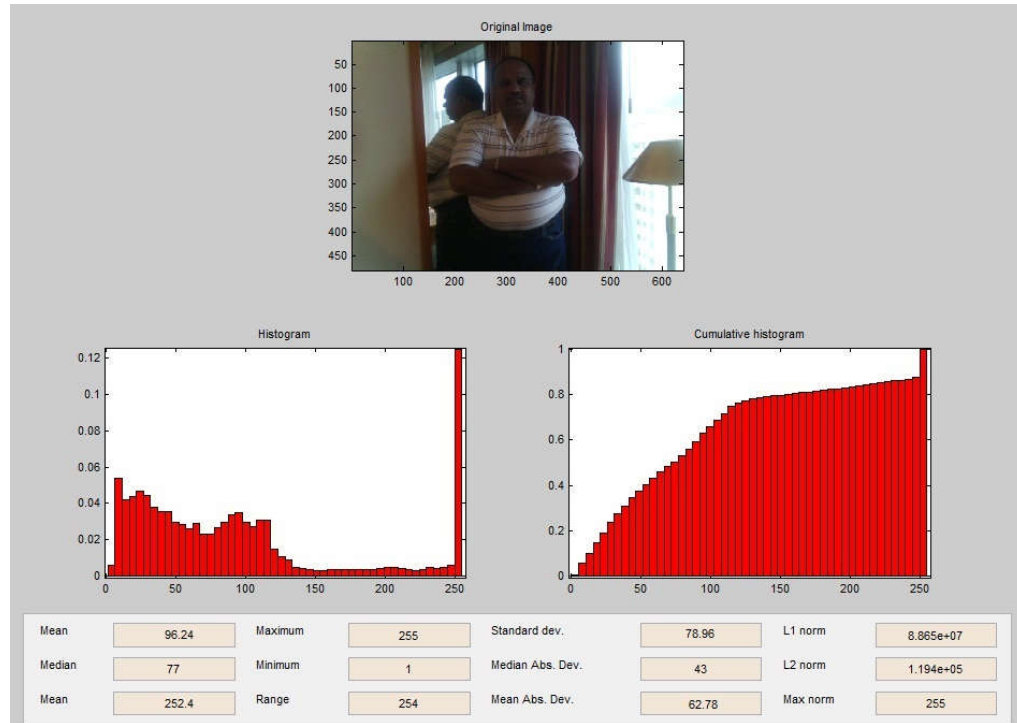 Original Image
50
100
150
200
250
300
350
400
450
100 200 300 400 500 600
Histogram
0.12
0.1
0.08
0.06
0.04
0.02
0
0 50 100 150 200 250
Cumulative histogram
1
0.8
0.6
0.4
0.2
0
0 50 100 150 200 250
Mean 96.24 Maximum 255 Standard dev. 78.96 L1 norm 8.865e+07
Median 77 Minimum 1 Median Abs. Dev. 43 L2 norm 1.194e+05
Mean 252.4 Range 254 Mean Abs. Dev. 62.78 Max norm 255